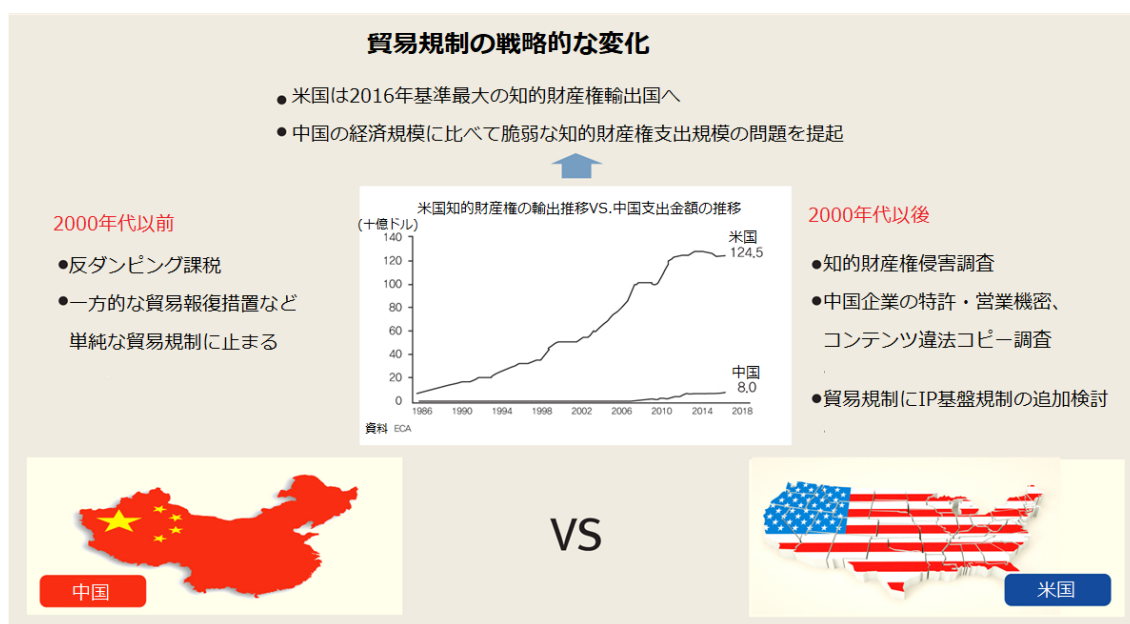 貿易規制の戦略的な変化
● 米国は2016年基準最大の知的財産権輸出国へ
● 中国の経済規模に比べて脆弱な知的財産権支出規模の問題を提起
2000年代以前
●反ダンピング課税
●一方的な貿易報復措置など
単純な貿易規制に止まる
米国知的財産権の輸出推移VS.中国支出金額の推移
(十億ドル)
140
120
100
80
60
40
20
0
米国
124.5
中国
8.0
1986 1990 1994 1998 2002 2006 2010 2014 2018
資料 ECA
2000年代以後
●知的財産権侵害調査
●中国企業の特許・営業機密、
コンテンツ違法コピー調査
●貿易規制にIP基盤規制の追加検討
中国
VS
米国